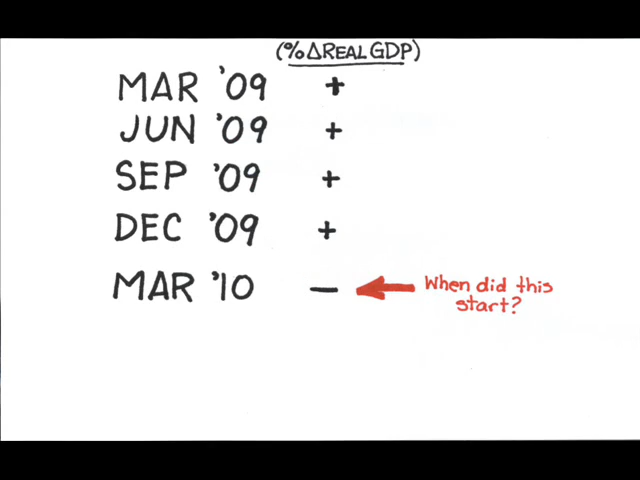 (%ΔREAL GDP)
MAR '09 +
JUN '09 +
SEP '09 +
DEC '09 +
MAR '10 –
When did this
start?